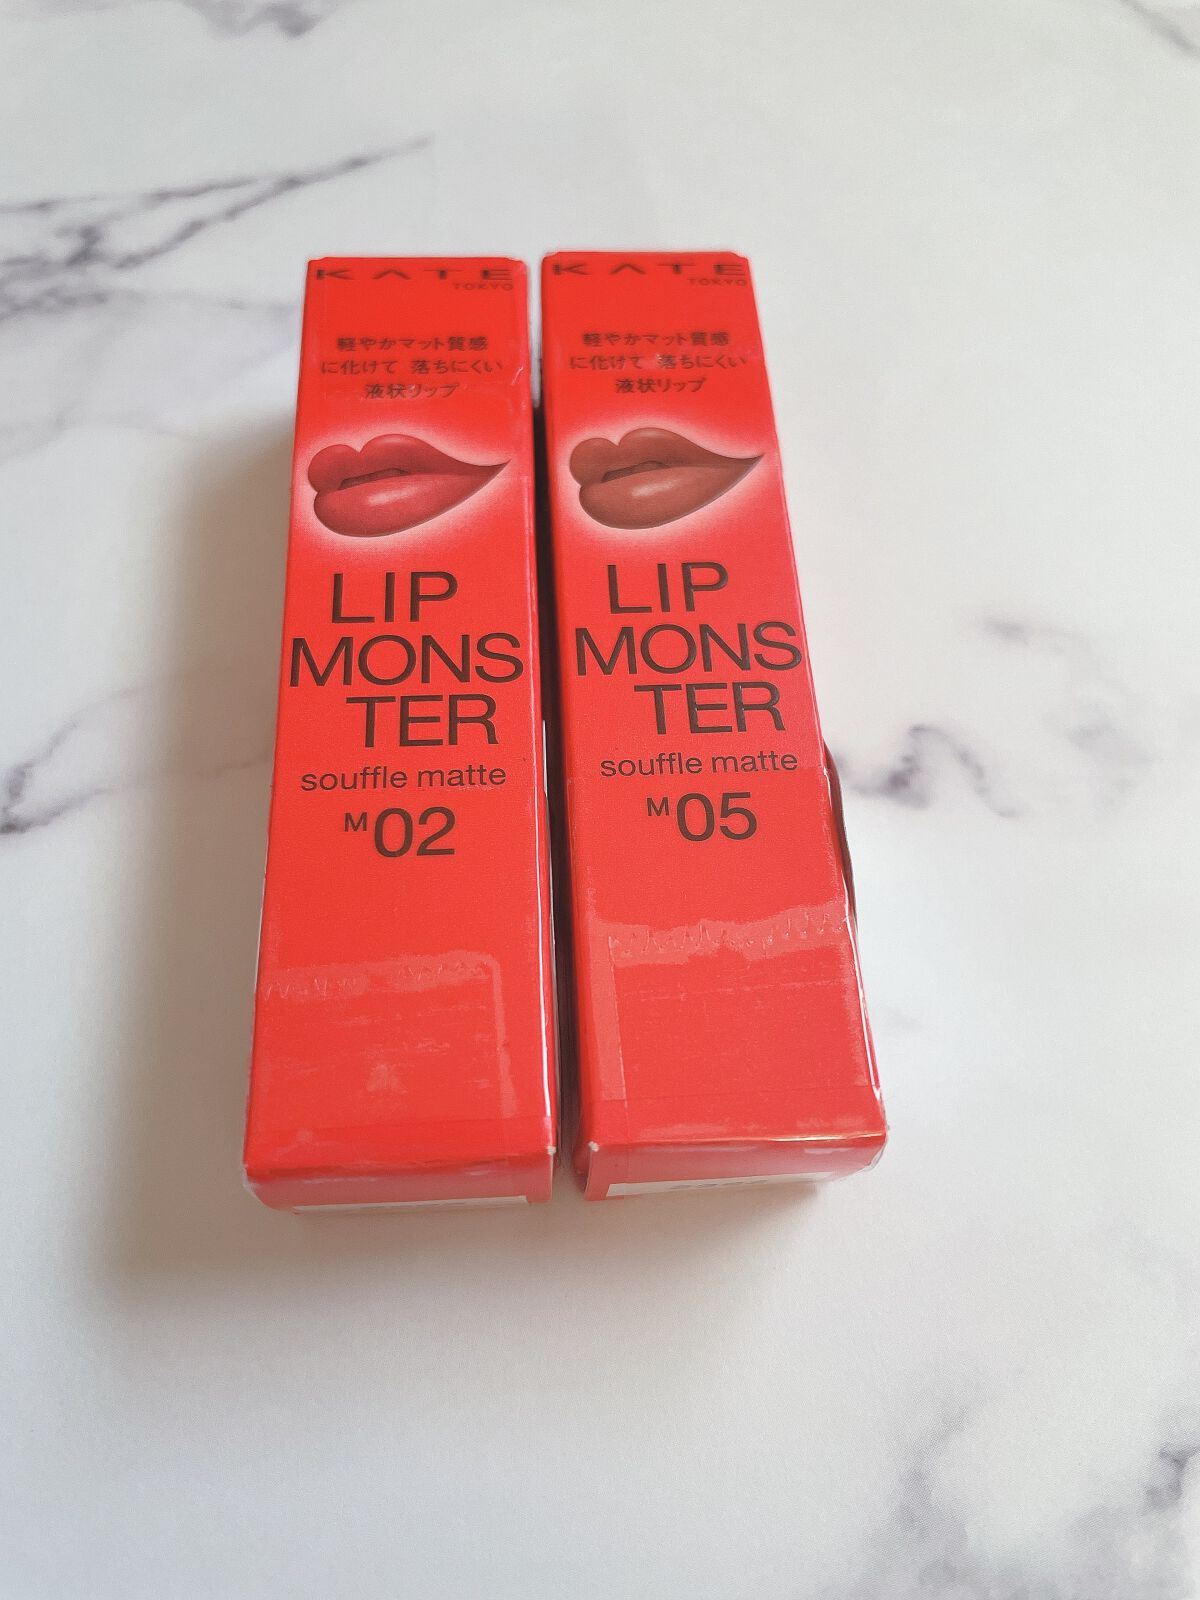 KATE
TOKYO
軽やかマット質感
に化けて 落ちにくい
液状リップ
LIP
MONS
TER
souffle matte
M02
KATE
TOKYO
軽やかマット質感
に化けて 落ちにくい
液状リップ
LIP
MONS
TER
souffle matte
M05